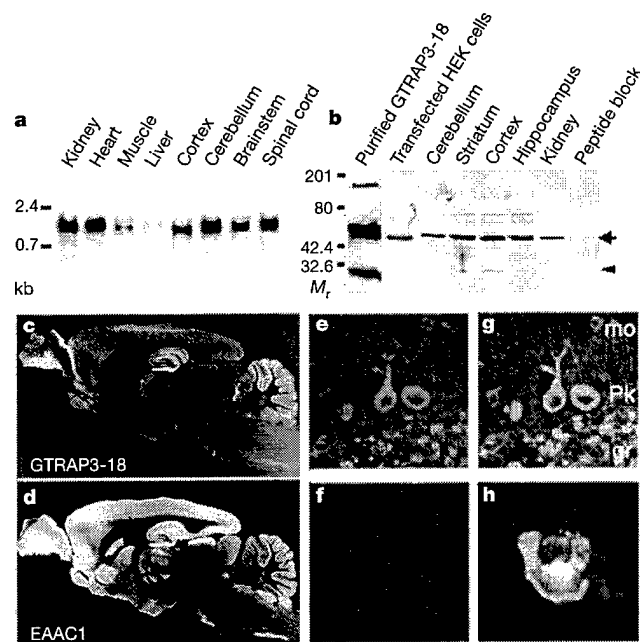 a
Kidney
Heart
Muscle
Liver
Cortex
Cerebellum
Brainstem
Spinal cord
2.4
0.7
kb
b
Purified GTRAP3-18
Transfected HEK cells
Cerebellum
Striatum
Cortex
Hippocampus
Kidney
Peptide block
201
80
42.4
32.6
Mr
c
GTRAP3-18
d
EAAC1
e
f
g
mo
Pk
gr
h